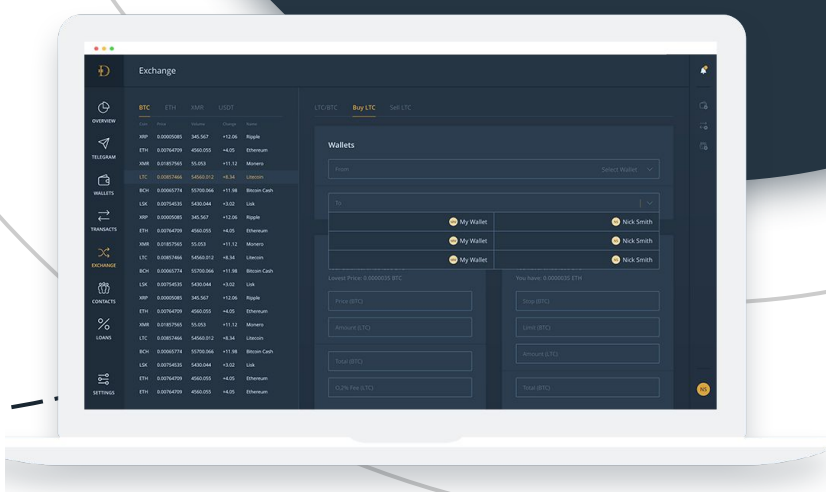 Exchange
OVERVIEW
TELEGRAM
WALLETS
TRANSACTS
EXCHANGE
CONTACTS
LOANS
SETTINGS
BTC ETH XMR USDT
Coin Price Volume Change Name
XRP 0.00005085 345.567 +12.06 Ripple
ETH 0.00764709 4560.055 +4.05 Ethereum
XMR 0.01857565 55.053 +11.12 Monero
LTC 0.00857466 54560.012 +8.34 Litecoin
BCH 0.00065774 55700.066 +11.98 Bitcoin Cash
LSK 0.00754535 5430.044 +3.02 Lisk
XRP 0.00005085 345.567 +12.06 Ripple
ETH 0.00764709 4560.055 +4.05 Ethereum
XMR 0.01857565 55.053 +11.12 Monero
LTC 0.00857466 54560.012 +8.34 Litecoin
BCH 0.00065774 55700.066 +11.98 Bitcoin Cash
LSK 0.00754535 5430.044 +3.02 Lisk
XRP 0.00005085 345.567 +12.06 Ripple
ETH 0.00764709 4560.055 +4.05 Ethereum
XMR 0.01857565 55.053 +11.12 Monero
LTC 0.00857466 54560.012 +8.34 Litecoin
BCH 0.00065774 55700.066 +11.98 Bitcoin Cash
LSK 0.00754535 5430.044 +3.02 Lisk
ETH 0.00764709 4560.055 +4.05 Ethereum
ETH 0.00764709 4560.055 +4.05 Ethereum
LTC/BTC Buy LTC Sell LTC
Wallets
From Select Wallet
To
My Wallet Nick Smith
My Wallet Nick Smith
My Wallet Nick Smith
Lowest Price: 0.0000035 BTC
Price (BTC)
Amount (LTC)
Total (BTC)
0,2% Fee (LTC)
You have: 0.0000035 ETH
Stop (BTC)
Limit (BTC)
Amount (LTC)
Total (BTC)
NS